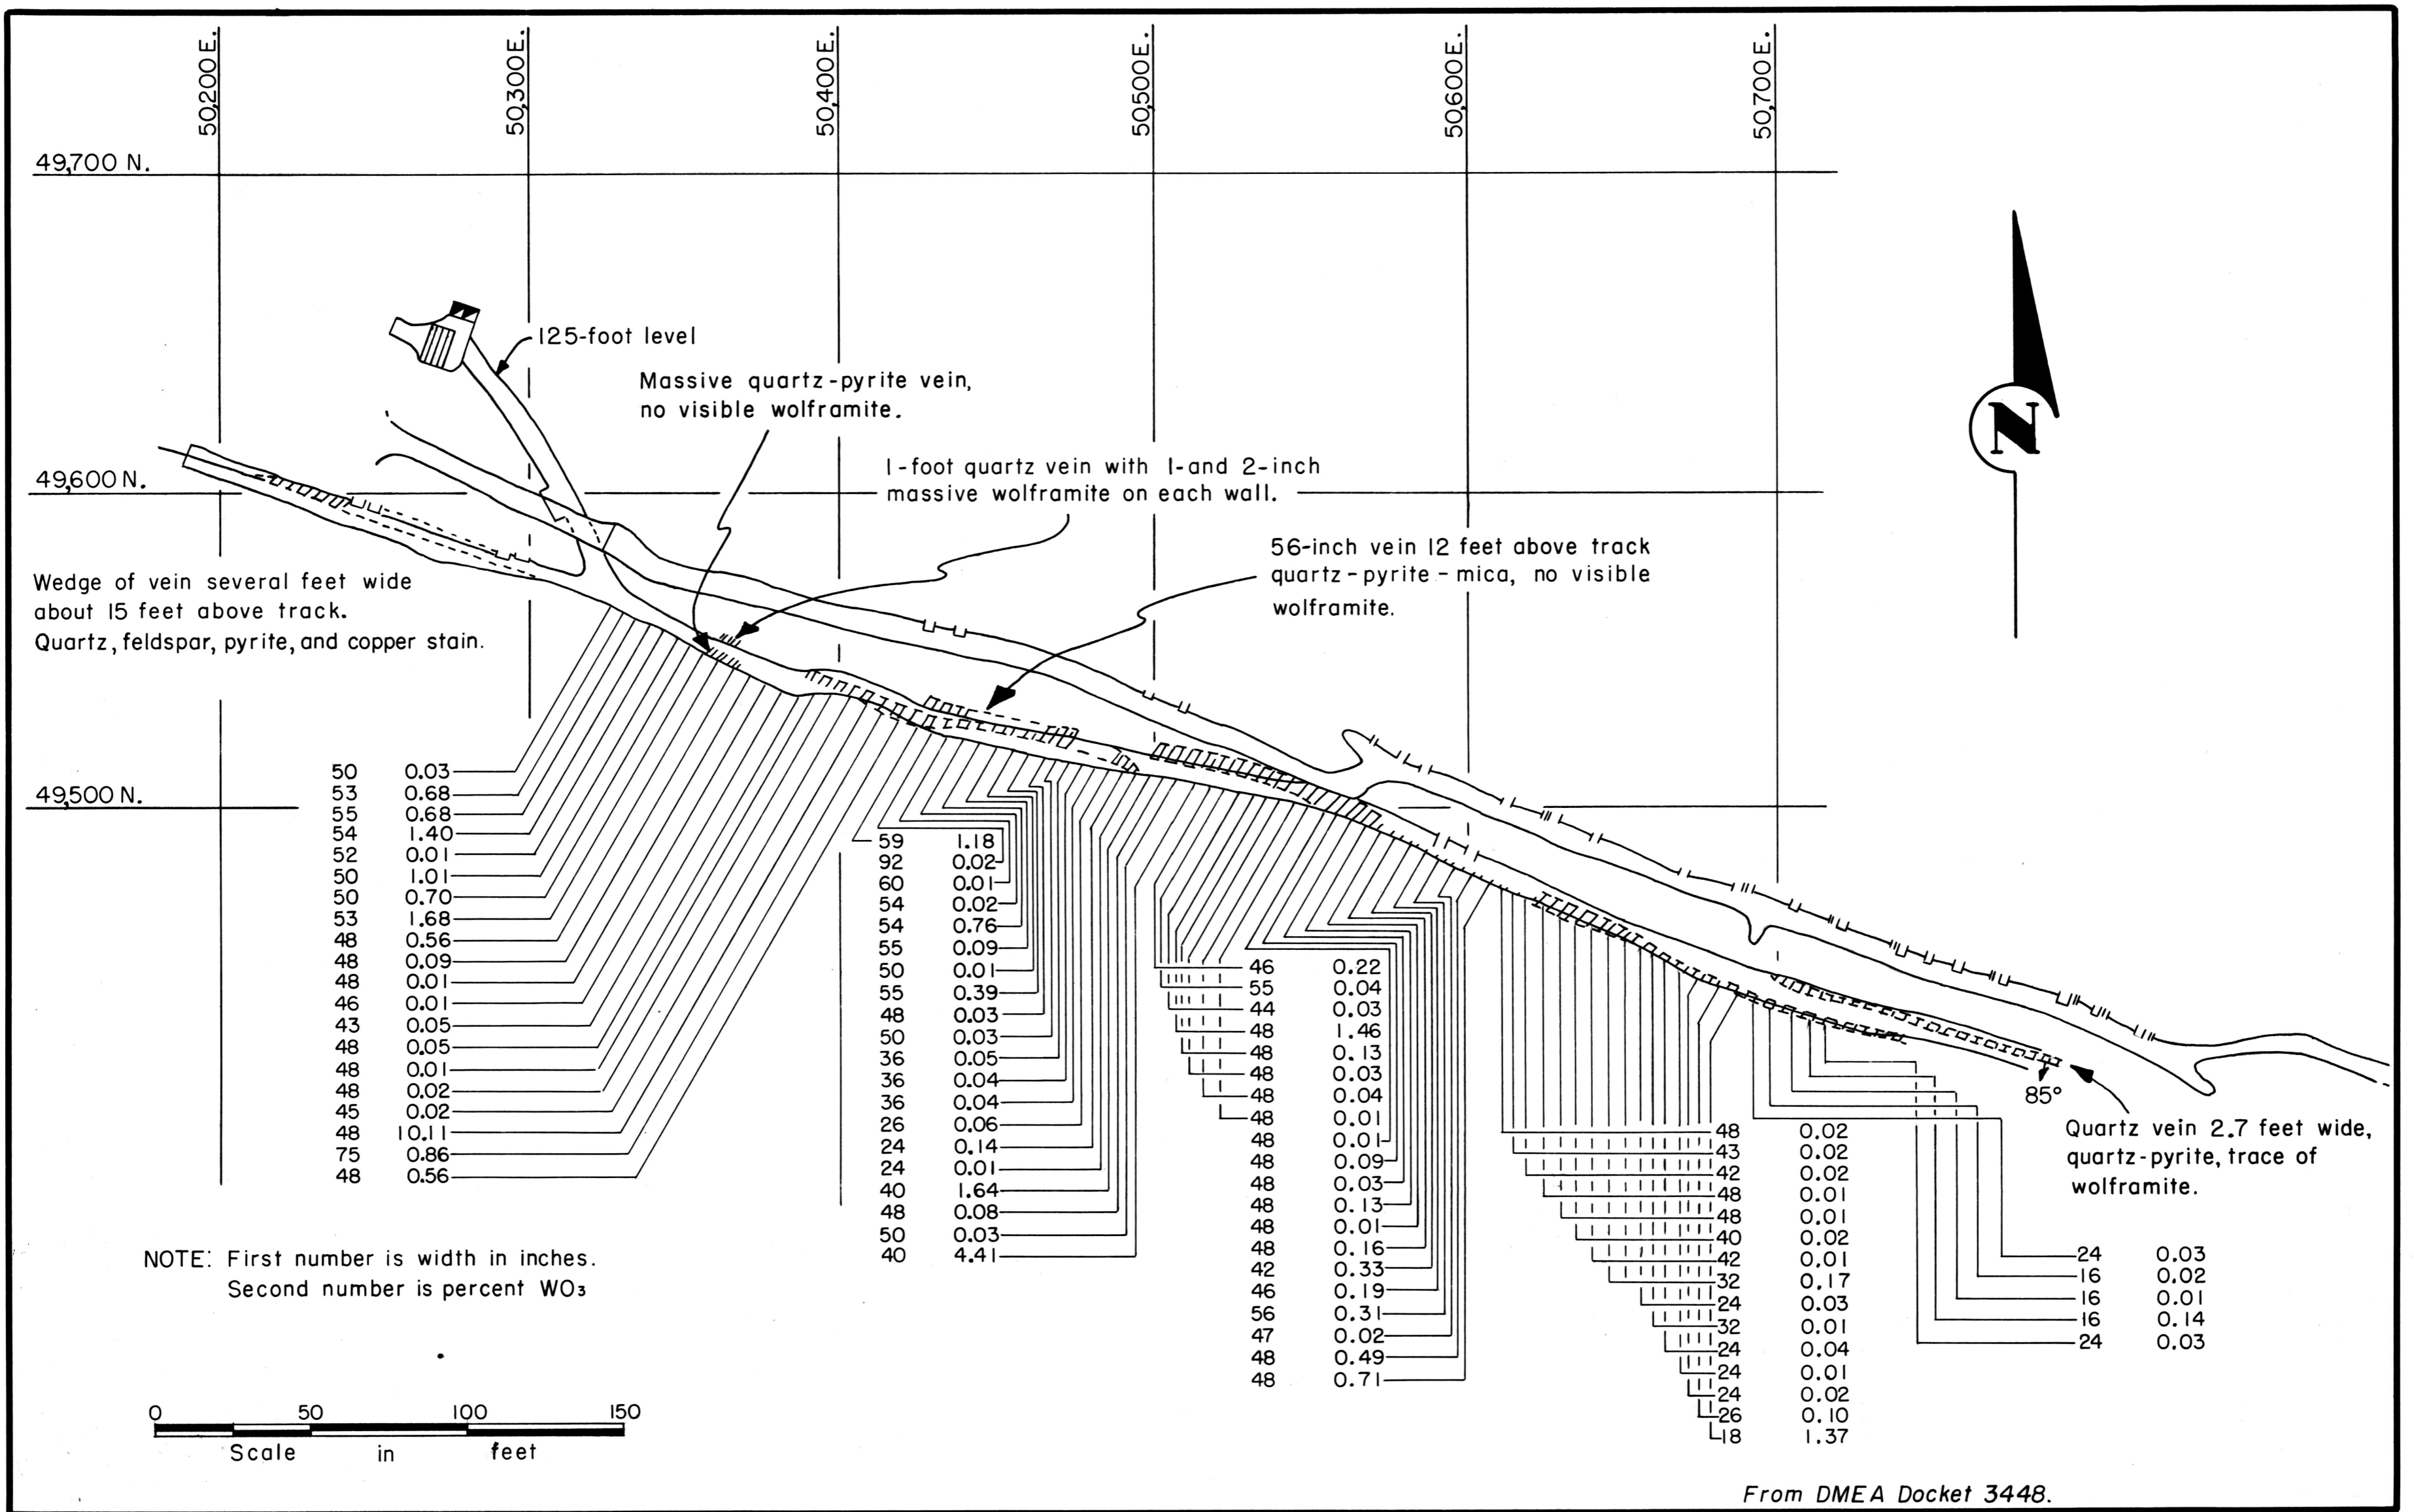 50,200 E.
50,300 E.
50,400 E.
50,500 E.
50,600 E.
50,700 E.
49,700 N.
125-foot level
Massive quartz-pyrite vein,
no visible wolframite.
1-foot quartz vein with 1-and 2-inch
massive wolframite on each wall.
49,600 N.
56-inch vein 12 feet above track
quartz-pyrite-mica, no visible
wolframite.
Wedge of vein several feet wide
about 15 feet above track.
Quartz, feldspar, pyrite, and copper stain.
N
49,500 N.
50 0.03
53 0.68
55 0.68
54 1.40
52 0.01
50 1.01
50 0.70
53 1.68
48 0.56
48 0.09
48 0.01
46 0.01
43 0.05
48 0.05
48 0.01
48 0.02
45 0.02
48 10.11
75 0.86
48 0.56
59 1.18
92 0.02
60 0.01
54 0.02
54 0.76
55 0.09
50 0.01
55 0.39
48 0.03
50 0.03
36 0.05
36 0.04
36 0.04
26 0.06
24 0.14
24 0.01
40 1.64
48 0.08
50 0.03
40 4.41
46 0.22
55 0.04
44 0.03
48 1.46
48 0.13
48 0.03
48 0.04
48 0.01
48 0.01
48 0.09
48 0.03
48 0.13
48 0.01
48 0.16
42 0.33
46 0.19
56 0.31
47 0.02
48 0.49
48 0.71
48 0.02
43 0.02
42 0.02
48 0.01
48 0.01
40 0.02
42 0.01
32 0.17
24 0.03
32 0.01
24 0.04
24 0.01
24 0.02
26 0.10
18 1.37
85°
Quartz vein 2.7 feet wide,
quartz-pyrite, trace of
wolframite.
24 0.03
16 0.02
16 0.01
16 0.14
24 0.03
NOTE: First number is width in inches.
Second number is percent WO₃
0 50 100 150
Scale in feet
From DMEA Docket 3448.